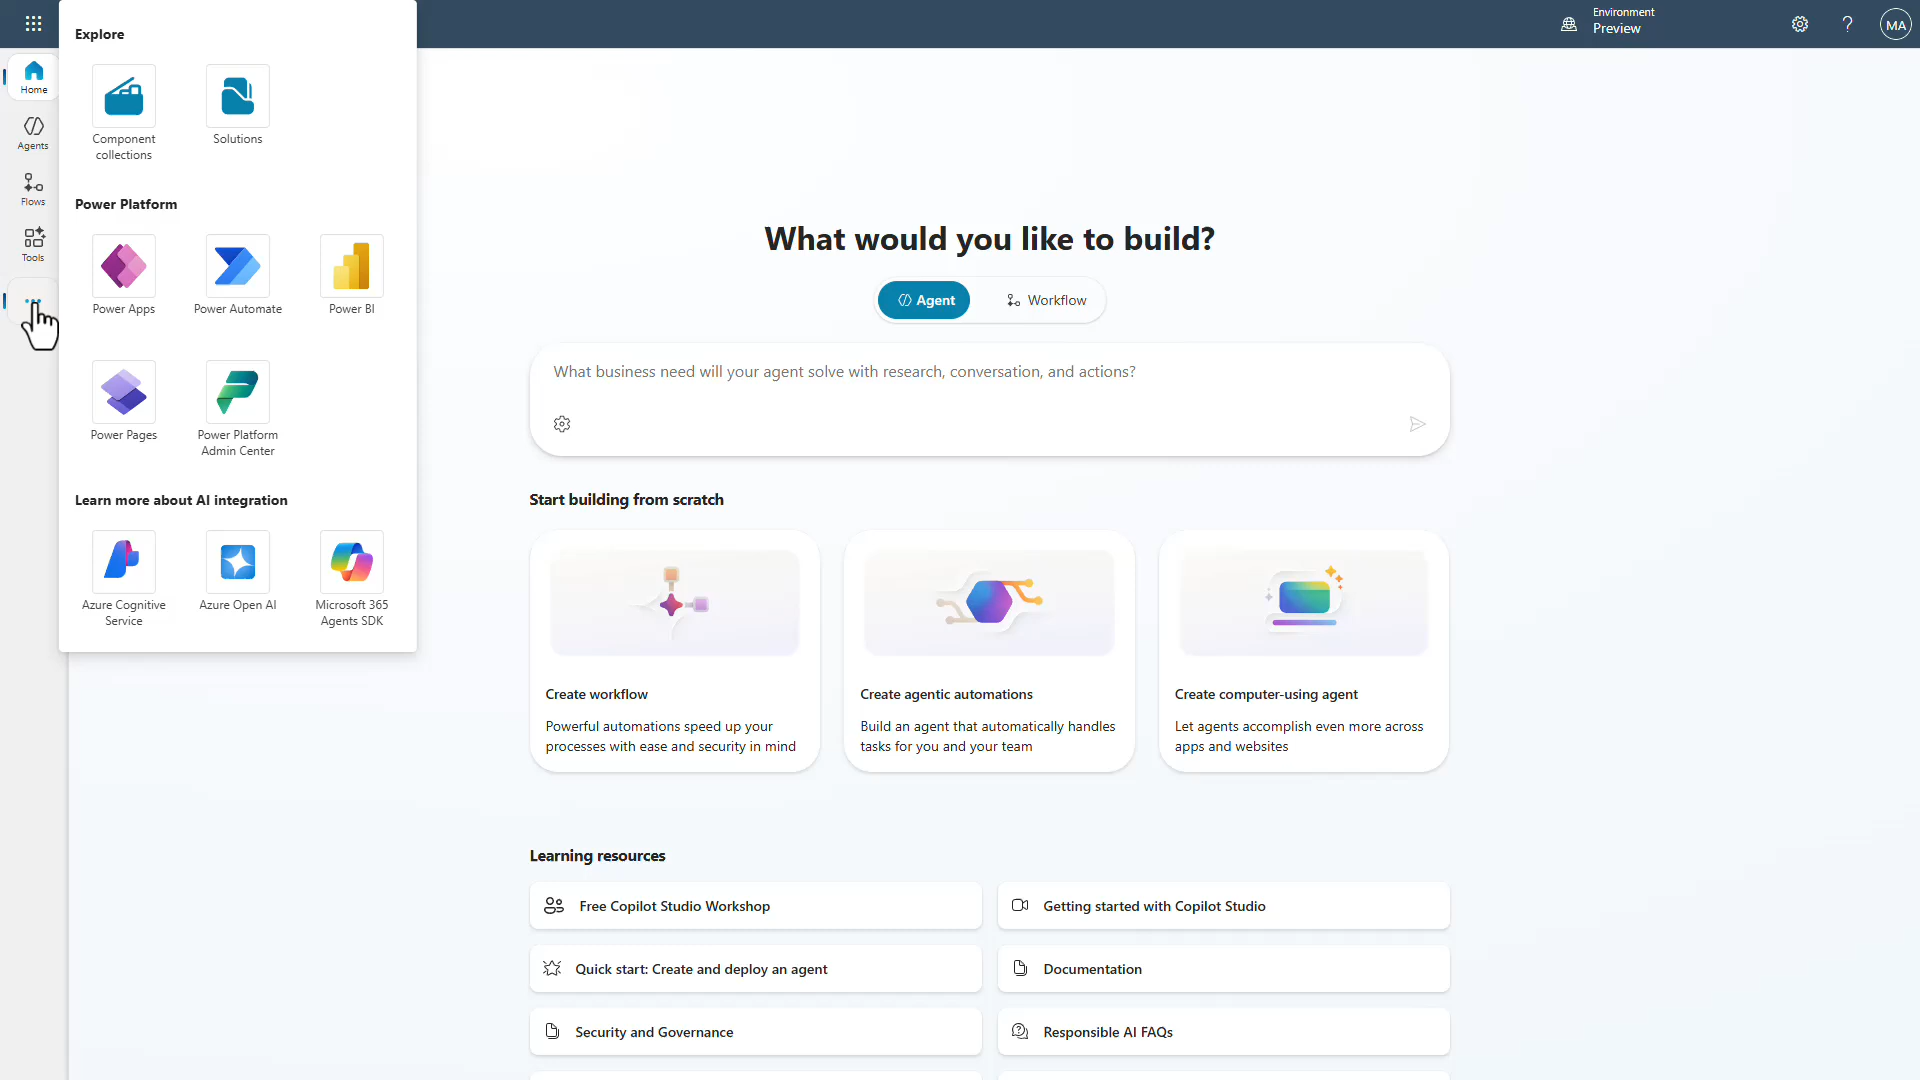 Explore
Component
collections
Solutions
Power Platform
Power Apps
Power Automate
Power BI
Power Pages
Power Platform
Admin Center
Learn more about AI integration
Azure Cognitive
Service
Azure Open AI
Microsoft 365
Agents SDK
Home
Agents
Flows
Tools
Environment
Preview
?
MA
What would you like to build?
Agent
Workflow
What business need will your agent solve with research, conversation, and actions?
Start building from scratch
Create workflow
Powerful automations speed up your
processes with ease and security in mind
Create agentic automations
Build an agent that automatically handles
tasks for you and your team
Create computer-using agent
Let agents accomplish even more across
apps and websites
Learning resources
Free Copilot Studio Workshop
Getting started with Copilot Studio
Quick start: Create and deploy an agent
Documentation
Security and Governance
Responsible AI FAQs